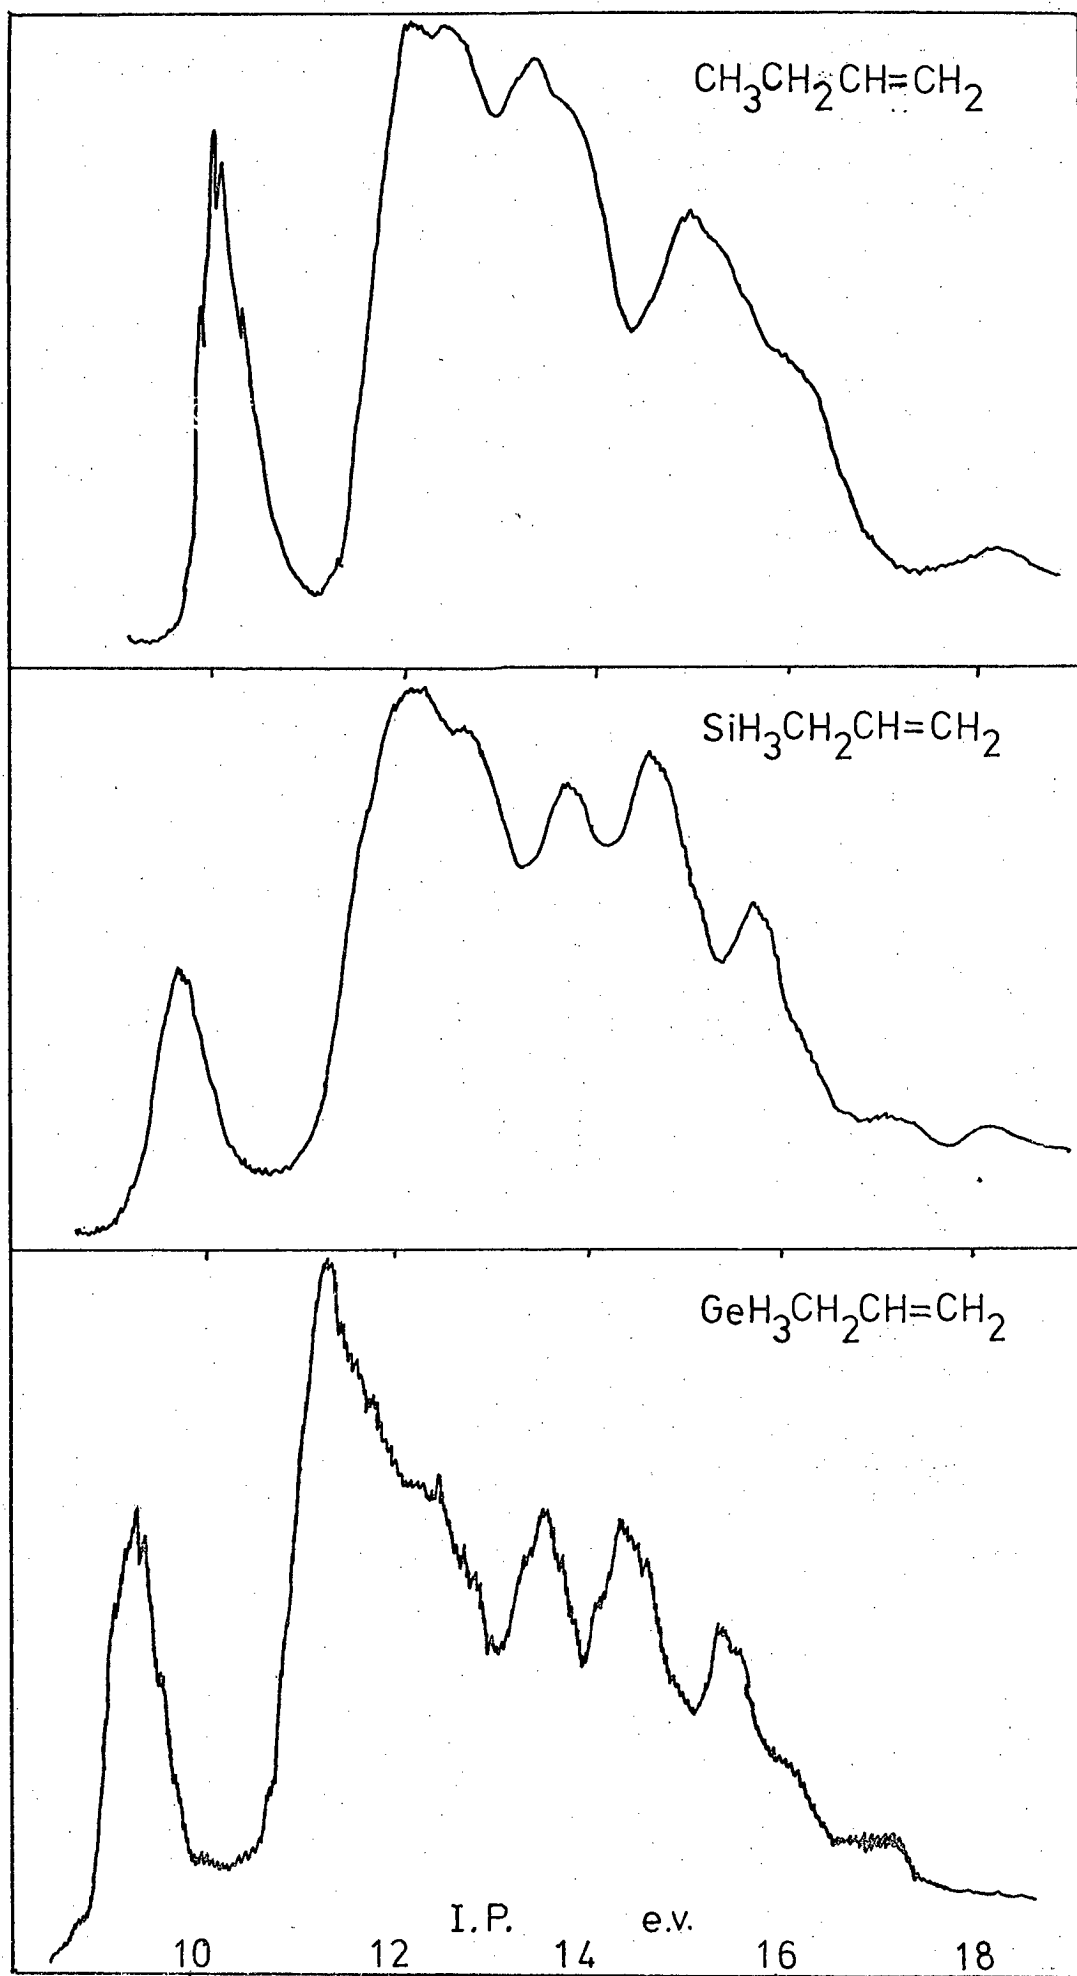 CH₃CH₂CH=CH₂
SiH₃CH₂CH=CH₂
GeH₃CH₂CH=CH₂
I.P. e.v.
10 12 14 16 18